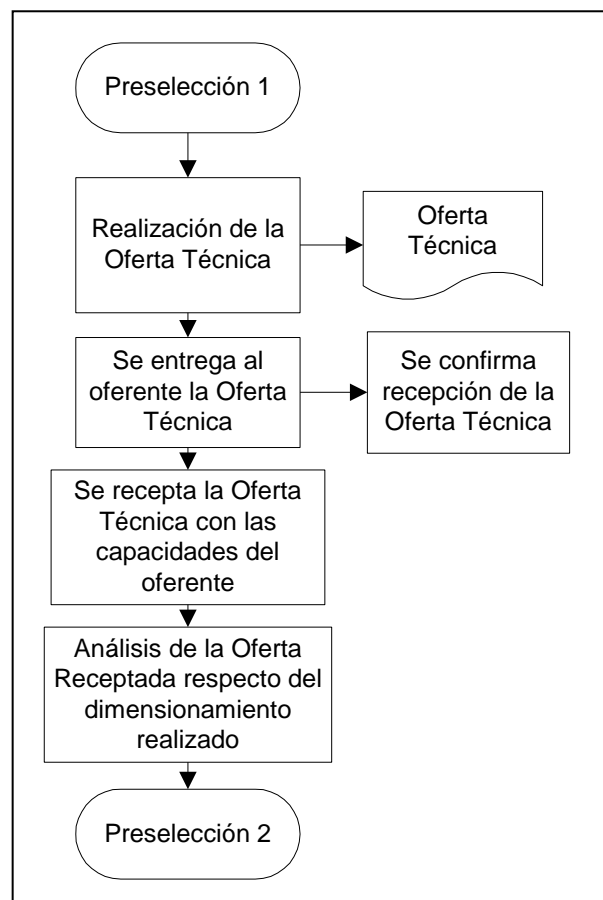 Preselección 1
Realización de la
Oferta Técnica
Oferta
Técnica
Se entrega al
oferente la Oferta
Técnica
Se confirma
recepción de la
Oferta Técnica
Se recepta la Oferta
Técnica con las
capacidades del
oferente
Análisis de la Oferta
Receptada respecto del
dimensionamiento
realizado
Preselección 2